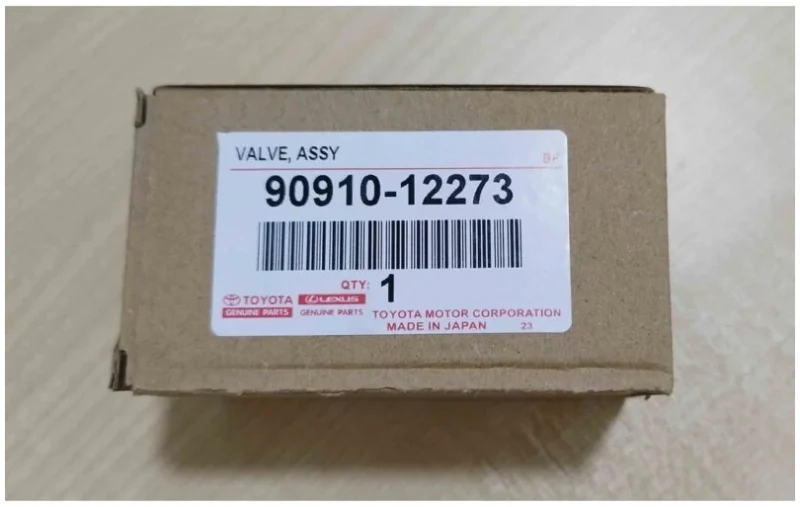 VALVE, ASSY
90910-12273
QTY: 1
TOYOTA
GENUINE PARTS
LEXUS
GENUINE PARTS
TOYOTA MOTOR CORPORATION
MADE IN JAPAN 23